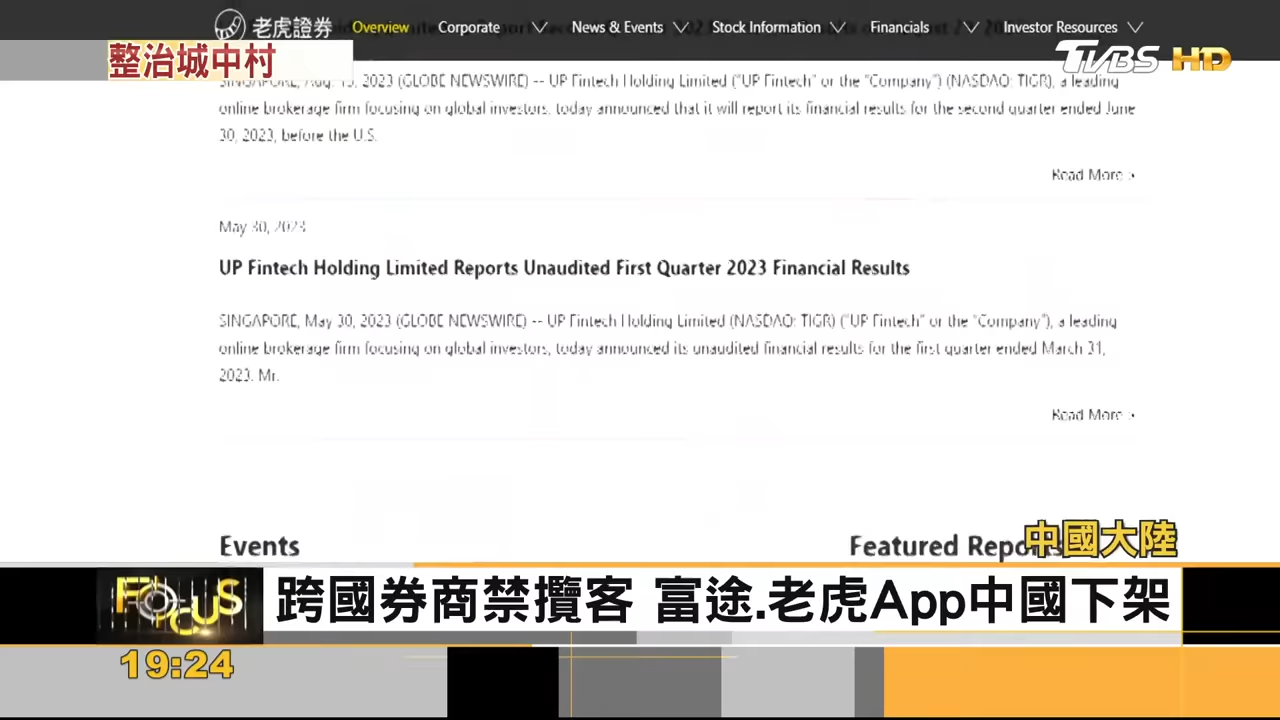 老虎證券 Overview Corporate News & Events Stock Information Financials Investor Resources
整治城中村
TVBS HD
SINGAPORE, Aug. 15, 2023 (GLOBE NEWSWIRE) -- UP Fintech Holding Limited (“UP Fintech” or the “Company”) (NASDAQ: TIGR), a leading
online brokerage firm focusing on global investors, today announced that it will report its financial results for the second quarter ended June
30, 2023, before the U.S.
Read More
May 30, 2023
UP Fintech Holding Limited Reports Unaudited First Quarter 2023 Financial Results
SINGAPORE, May 30, 2023 (GLOBE NEWSWIRE) -- UP Fintech Holding Limited (NASDAQ: TIGR) (“UP Fintech” or the “Company”), a leading
online brokerage firm focusing on global investors, today announced its unaudited financial results for the first quarter ended March 31,
2023. Mr.
Read More
Events
Featured Reports
中國大陸
FOCUS
跨國券商禁攬客 富途.老虎App中國下架
19:24